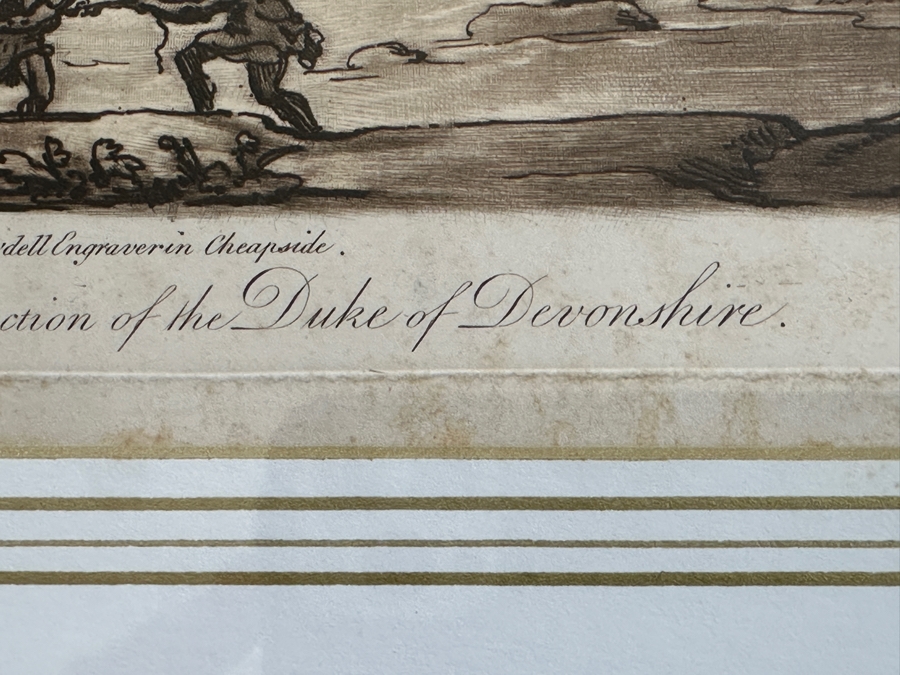 dell Engraver in Cheapside.
ction of the Duke of Devonshire.